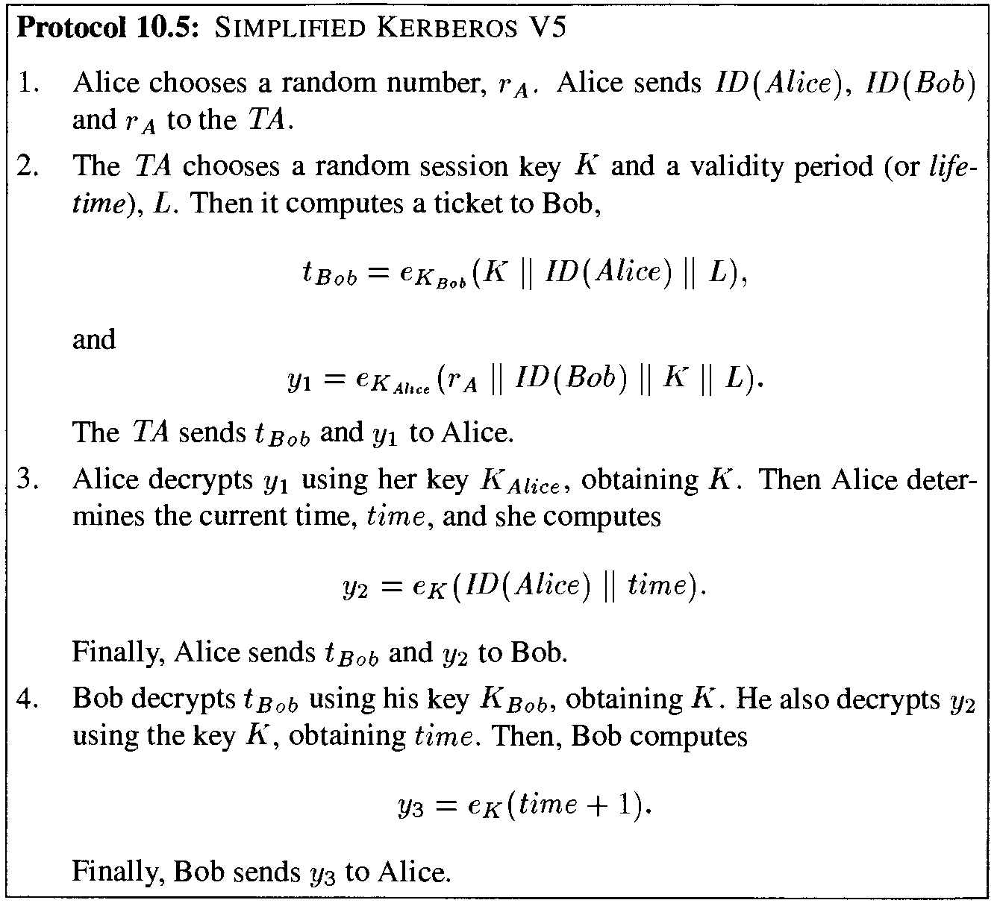 Protocol 10.5: SIMPLIFIED KERBEROS V5
1. Alice chooses a random number, r_A. Alice sends ID(Alice), ID(Bob)
and r_A to the TA.
2. The TA chooses a random session key K and a validity period (or life-
time), L. Then it computes a ticket to Bob,
t_{Bob} = e_{K_{Bob}}(K || ID(Alice) || L),
and
y_1 = e_{K_{Alice}}(r_A || ID(Bob) || K || L).
The TA sends t_{Bob} and y_1 to Alice.
3. Alice decrypts y_1 using her key K_{Alice}, obtaining K. Then Alice deter-
mines the current time, time, and she computes
y_2 = e_K(ID(Alice) || time).
Finally, Alice sends t_{Bob} and y_2 to Bob.
4. Bob decrypts t_{Bob} using his key K_{Bob}, obtaining K. He also decrypts y_2
using the key K, obtaining time. Then, Bob computes
y_3 = e_K(time + 1).
Finally, Bob sends y_3 to Alice.